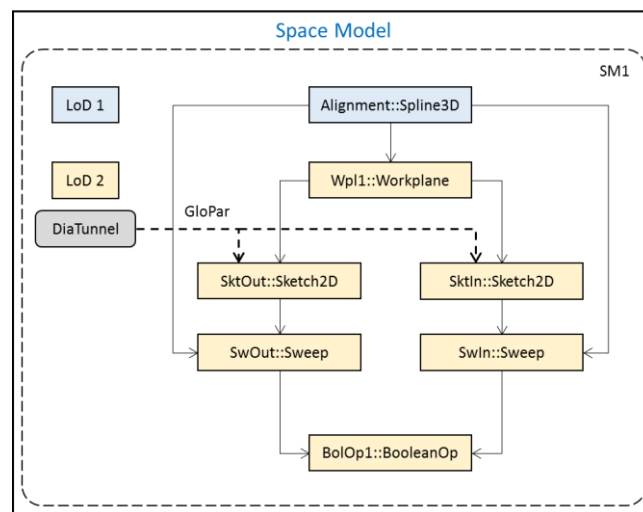 Space Model
SM1
LoD 1
Alignment::Spline3D
LoD 2
Wpl1::Workplane
GloPar
DiaTunnel
SktOut::Sketch2D
SktIn::Sketch2D
SwOut::Sweep
SwIn::Sweep
BolOp1::BooleanOp